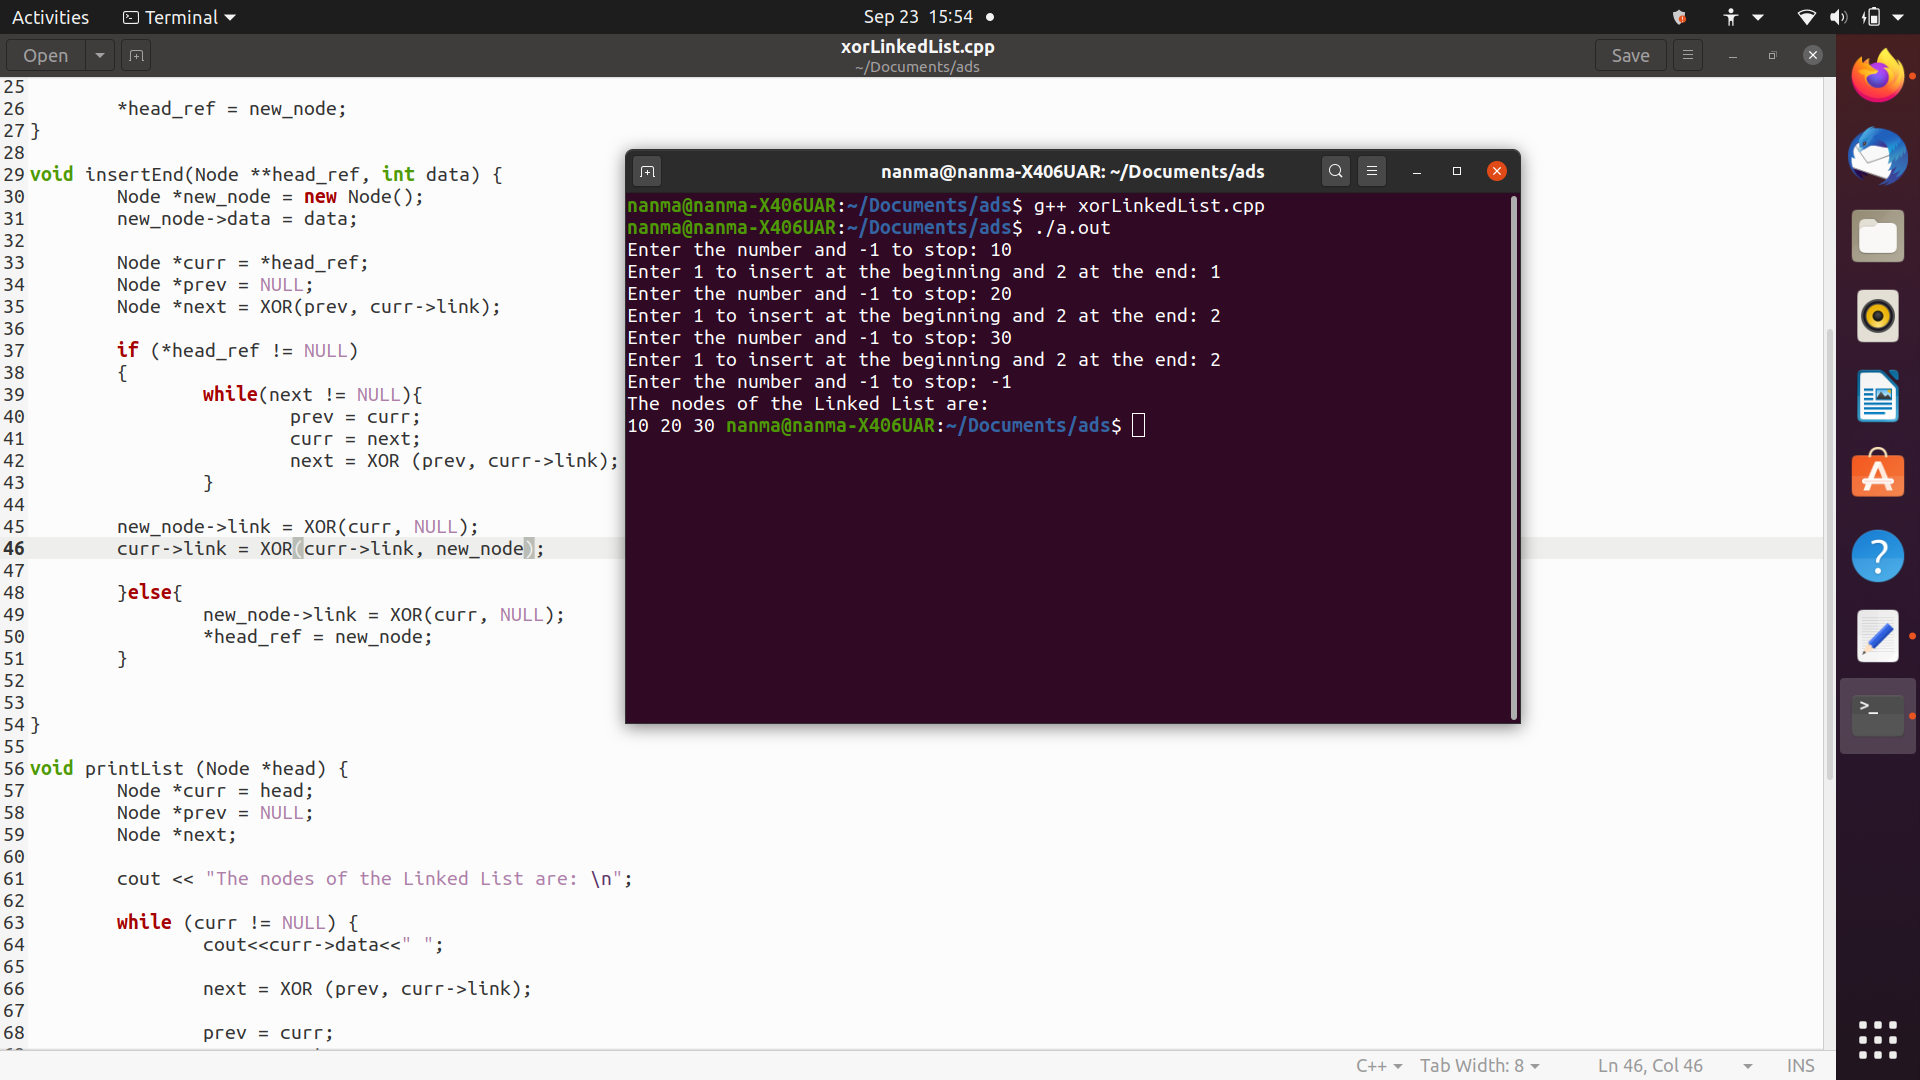 Activities Terminal Sep 23 15:54
Open xorLinkedList.cpp Save
~/Documents/ads
25
26 *head_ref = new_node;
27 }
28
29 void insertEnd(Node **head_ref, int data) {
30 Node *new_node = new Node();
31 new_node->data = data;
32
33 Node *curr = *head_ref;
34 Node *prev = NULL;
35 Node *next = XOR(prev, curr->link);
36
37 if (*head_ref != NULL)
38 {
39 while(next != NULL){
40 prev = curr;
41 curr = next;
42 next = XOR (prev, curr->link);
43 }
44
45 new_node->link = XOR(curr, NULL);
46 curr->link = XOR(curr->link, new_node);
47
48 }else{
49 new_node->link = XOR(curr, NULL);
50 *head_ref = new_node;
51 }
52
53
54 }
55
56 void printList (Node *head) {
57 Node *curr = head;
58 Node *prev = NULL;
59 Node *next;
60
61 cout << "The nodes of the Linked List are: \n";
62
63 while (curr != NULL) {
64 cout<<curr->data<<" ";
65
66 next = XOR (prev, curr->link);
67
68 prev = curr;
nanma@nanma-X406UAR: ~/Documents/ads
nanma@nanma-X406UAR:~/Documents/ads$ g++ xorLinkedList.cpp
nanma@nanma-X406UAR:~/Documents/ads$ ./a.out
Enter the number and -1 to stop: 10
Enter 1 to insert at the beginning and 2 at the end: 1
Enter the number and -1 to stop: 20
Enter 1 to insert at the beginning and 2 at the end: 2
Enter the number and -1 to stop: 30
Enter 1 to insert at the beginning and 2 at the end: 2
Enter the number and -1 to stop: -1
The nodes of the Linked List are:
10 20 30 nanma@nanma-X406UAR:~/Documents/ads$
C++ Tab Width: 8 Ln 46, Col 46 INS